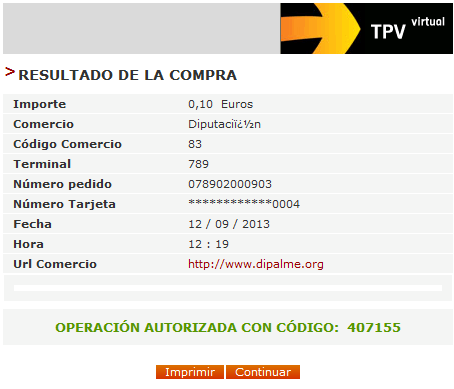 TPV virtual
> RESULTADO DE LA COMPRA
Importe 0,10 Euros
Comercio Diputaciï¿½n
Código Comercio 83
Terminal 789
Número pedido 078902000903
Número Tarjeta ************0004
Fecha 12 / 09 / 2013
Hora 12 : 19
Url Comercio http://www.dipalme.org
OPERACIÓN AUTORIZADA CON CÓDIGO: 407155
Imprimir Continuar